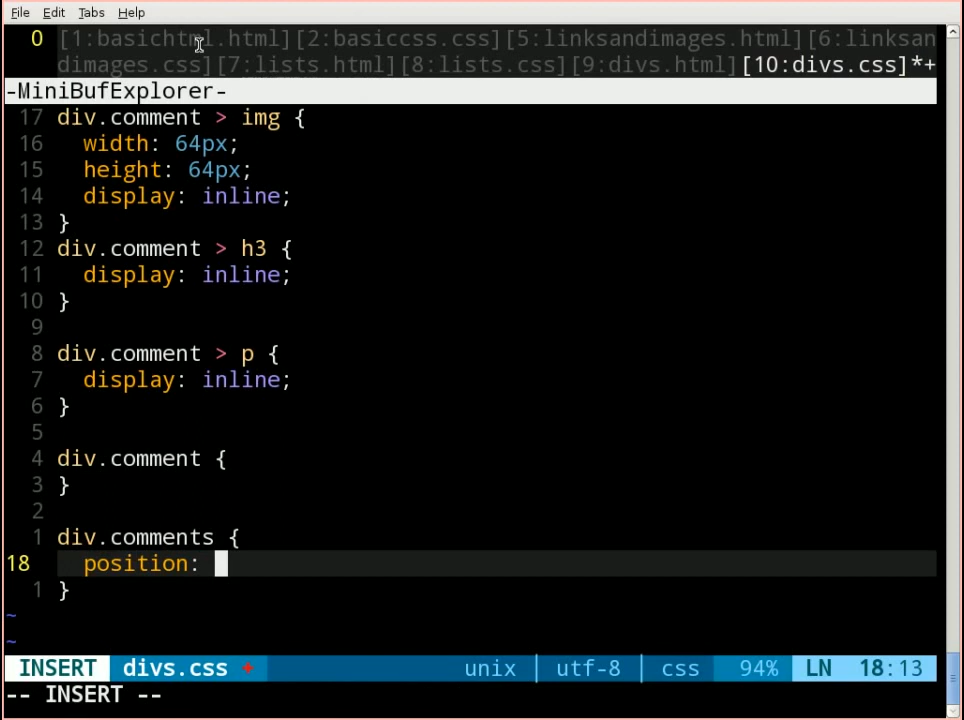 File Edit Tabs Help
0 [1:basichtml.html][2:basiccss.css][5:linksandimages.html][6:linksan
dimages.css][7:lists.html][8:lists.css][9:divs.html][10:divs.css]*+
-MiniBufExplorer-
17 div.comment > img {
16 width: 64px;
15 height: 64px;
14 display: inline;
13 }
12 div.comment > h3 {
11 display: inline;
10 }
9
8 div.comment > p {
7 display: inline;
6 }
5
4 div.comment {
3 }
2
1 div.comments {
18 position:
1 }
~
~
INSERT divs.css + unix | utf-8 | css 94% LN 18:13
-- INSERT --